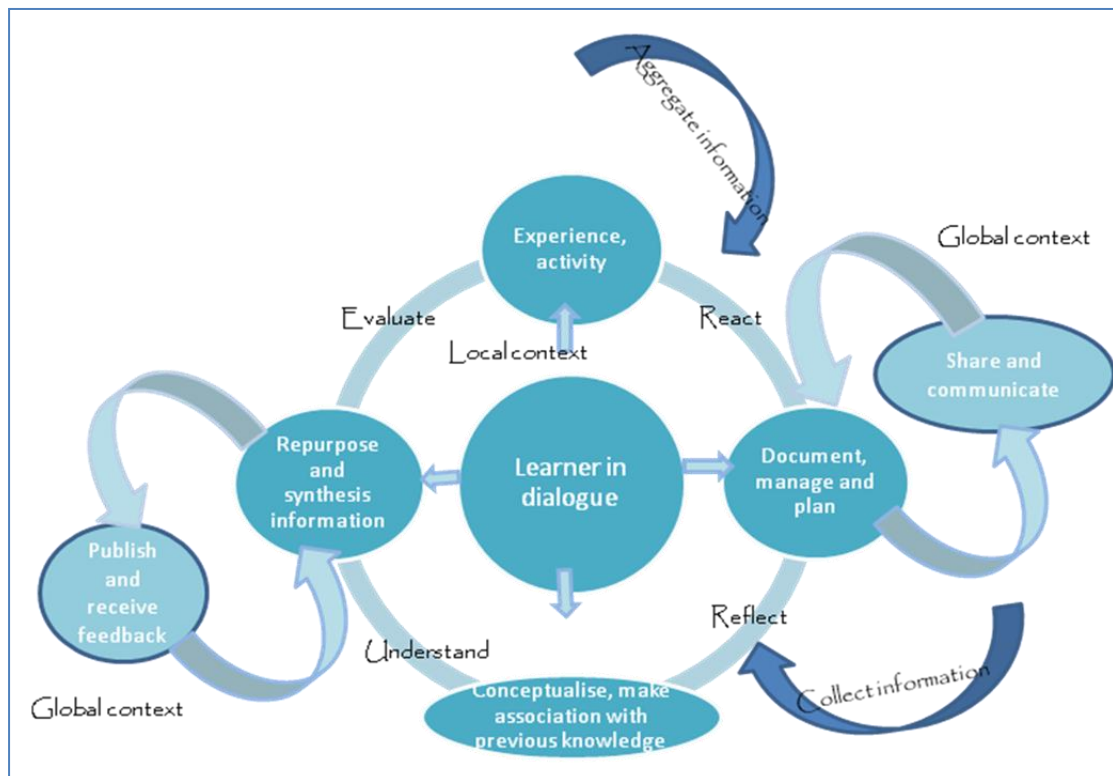 Aggregate information
Experience,
activity
Global context
Evaluate
React
Local context
Share and
communicate
Repurpose
and
synthesis
information
Learner in
dialogue
Document,
manage and
plan
Publish
and
receive
feedback
Reflect
Understand
Collect information
Conceptualise, make
association with
previous knowledge
Global context